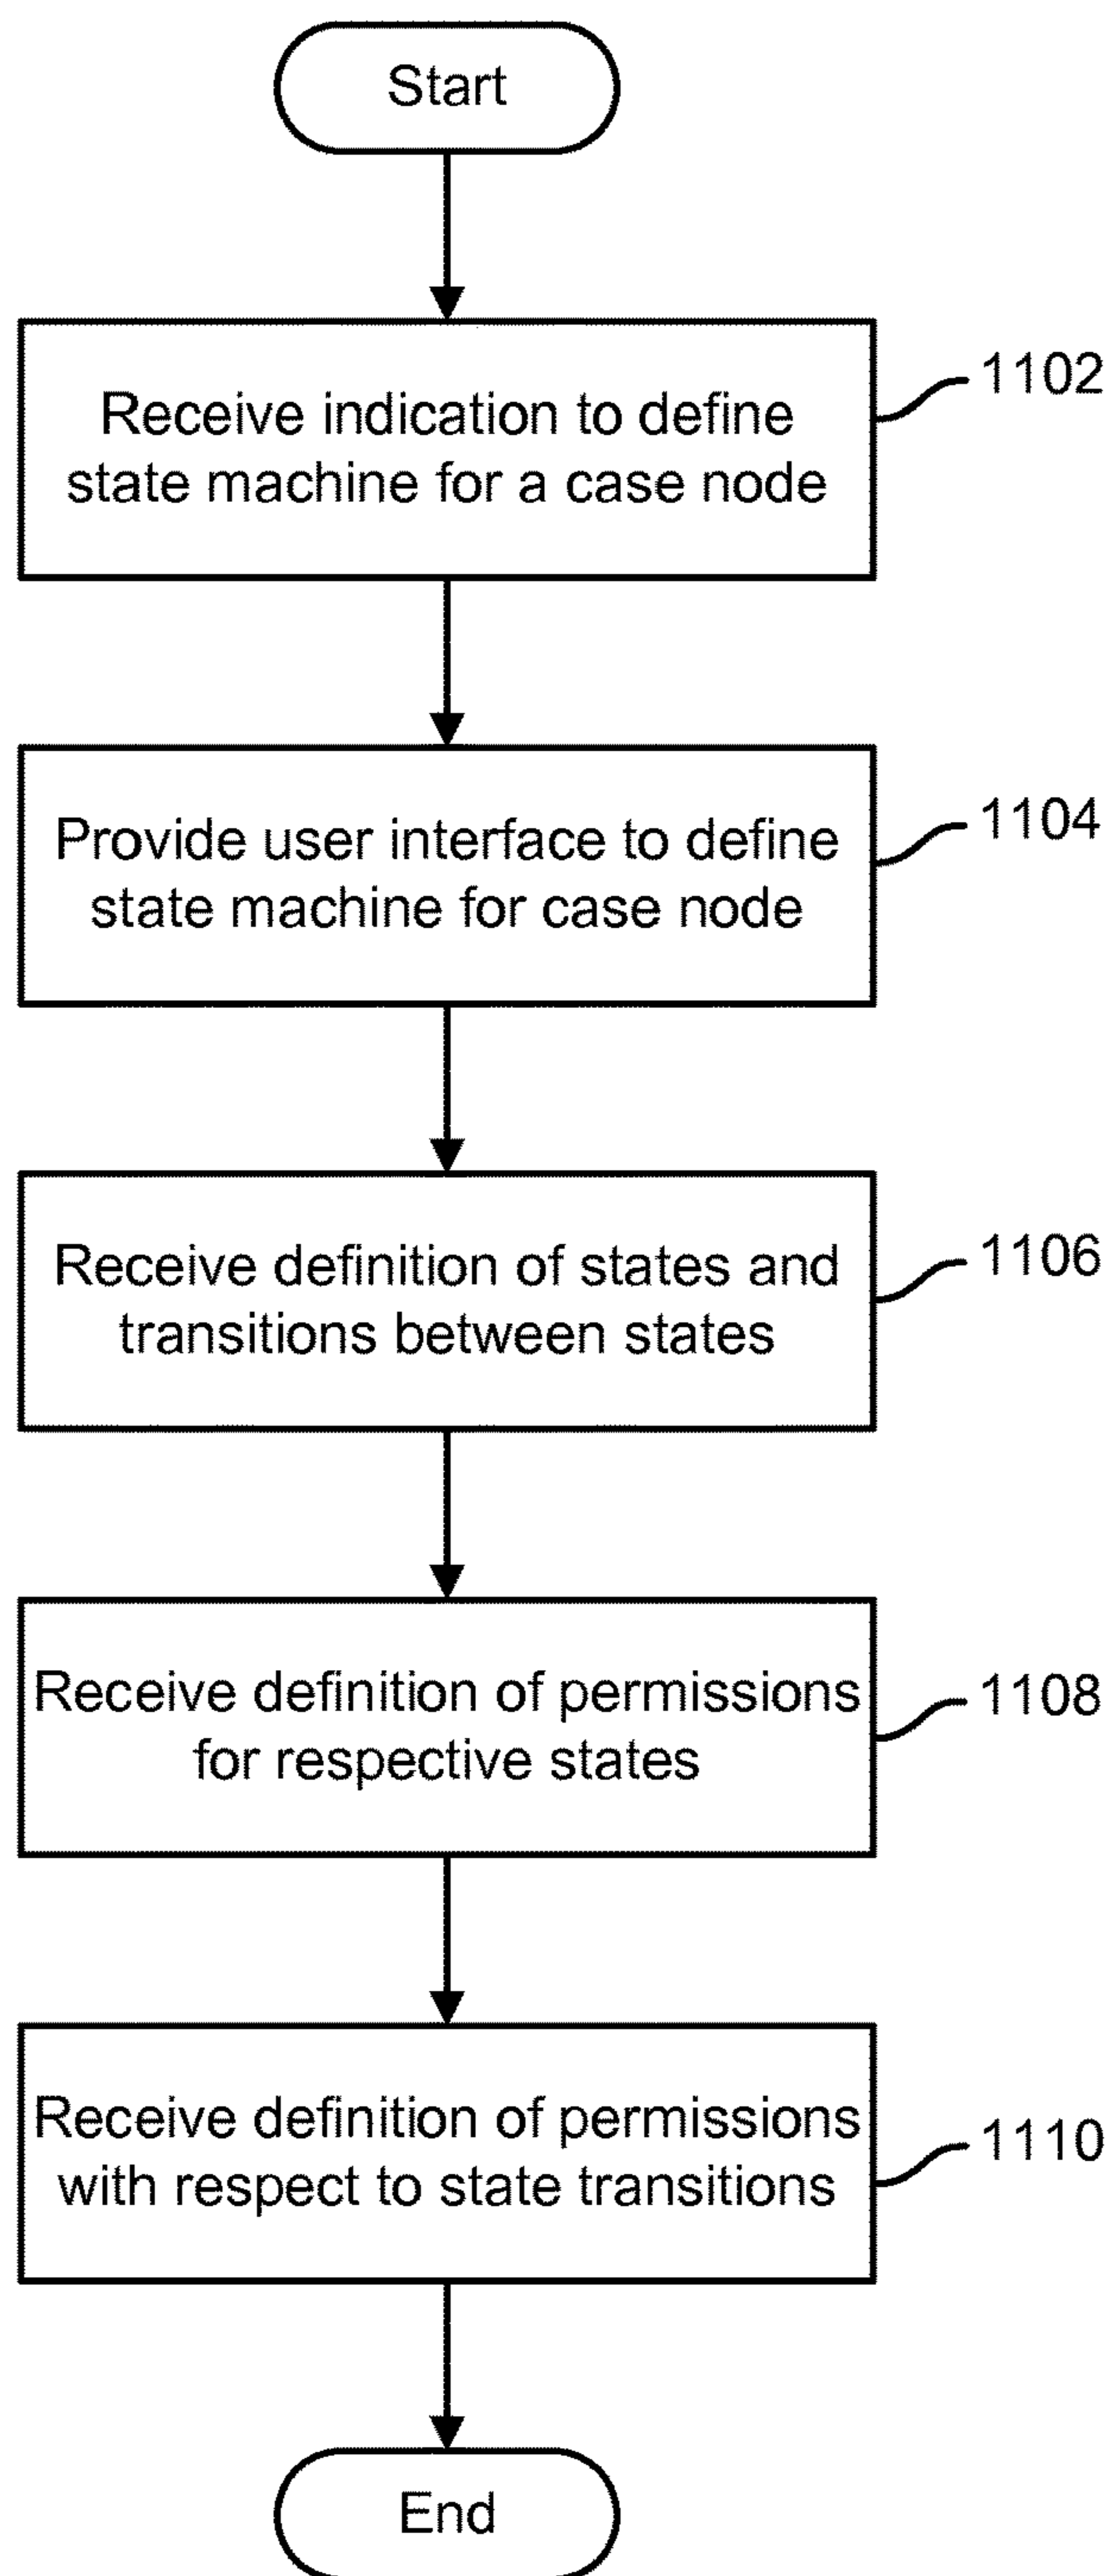 Start
Receive indication to define
state machine for a case node
1102
Provide user interface to define
state machine for case node
1104
Receive definition of states and
transitions between states
1106
Receive definition of permissions
for respective states
1108
Receive definition of permissions
with respect to state transitions
1110
End